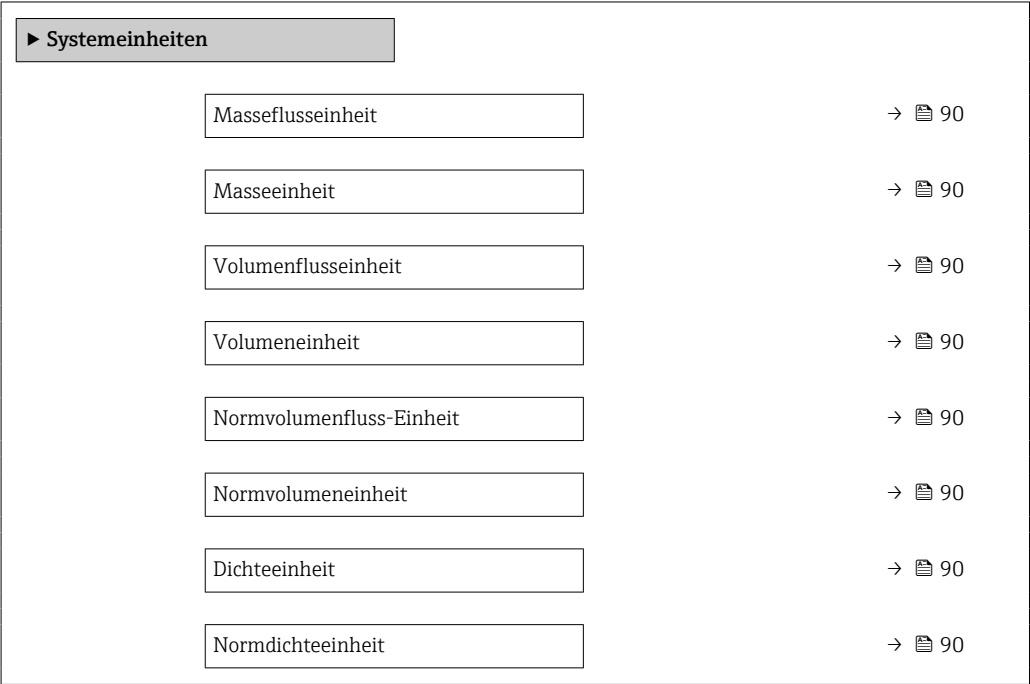 ► Systemeinheiten
Masseflusseinheit → 90
Masseeinheit → 90
Volumenflusseinheit → 90
Volumeneinheit → 90
Normvolumenfluss-Einheit → 90
Normvolumeneinheit → 90
Dichteeinheit → 90
Normdichteeinheit → 90